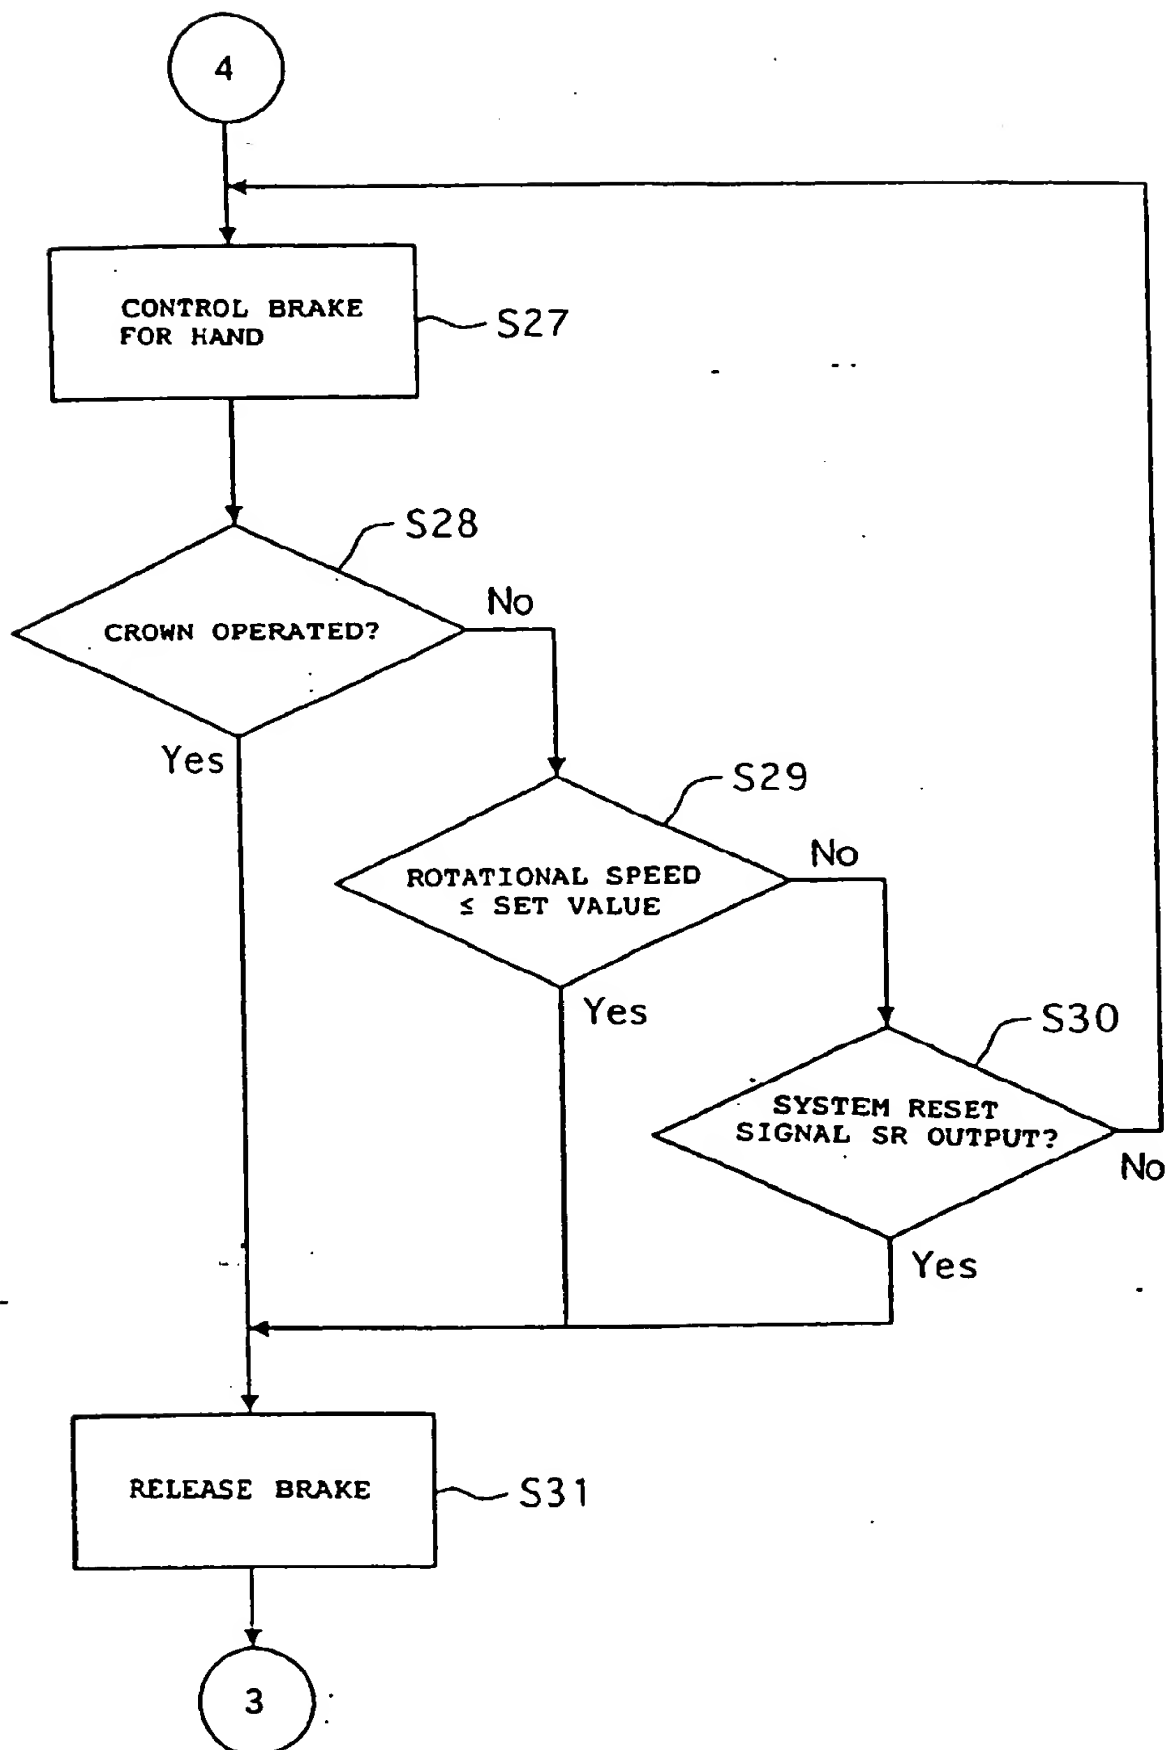 4
CONTROL BRAKE
FOR HAND
S27
S28
CROWN OPERATED?
No
Yes
S29
ROTATIONAL SPEED
≤ SET VALUE
No
Yes
S30
SYSTEM RESET
SIGNAL SR OUTPUT?
No
Yes
RELEASE BRAKE
S31
3